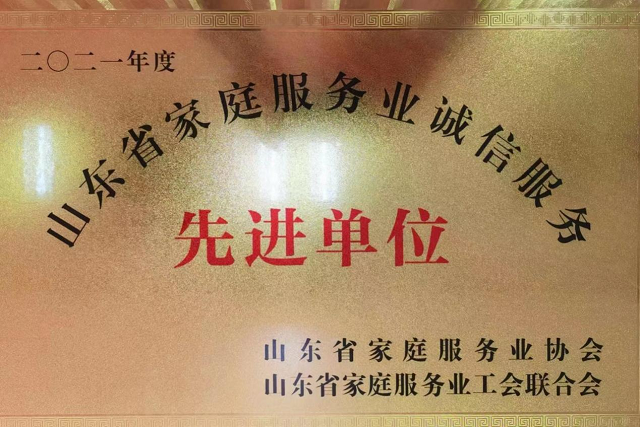 二〇二一年度
山东省家庭服务业诚信服务
先进单位
山东省家庭服务业协会
山东省家庭服务业工会联合会